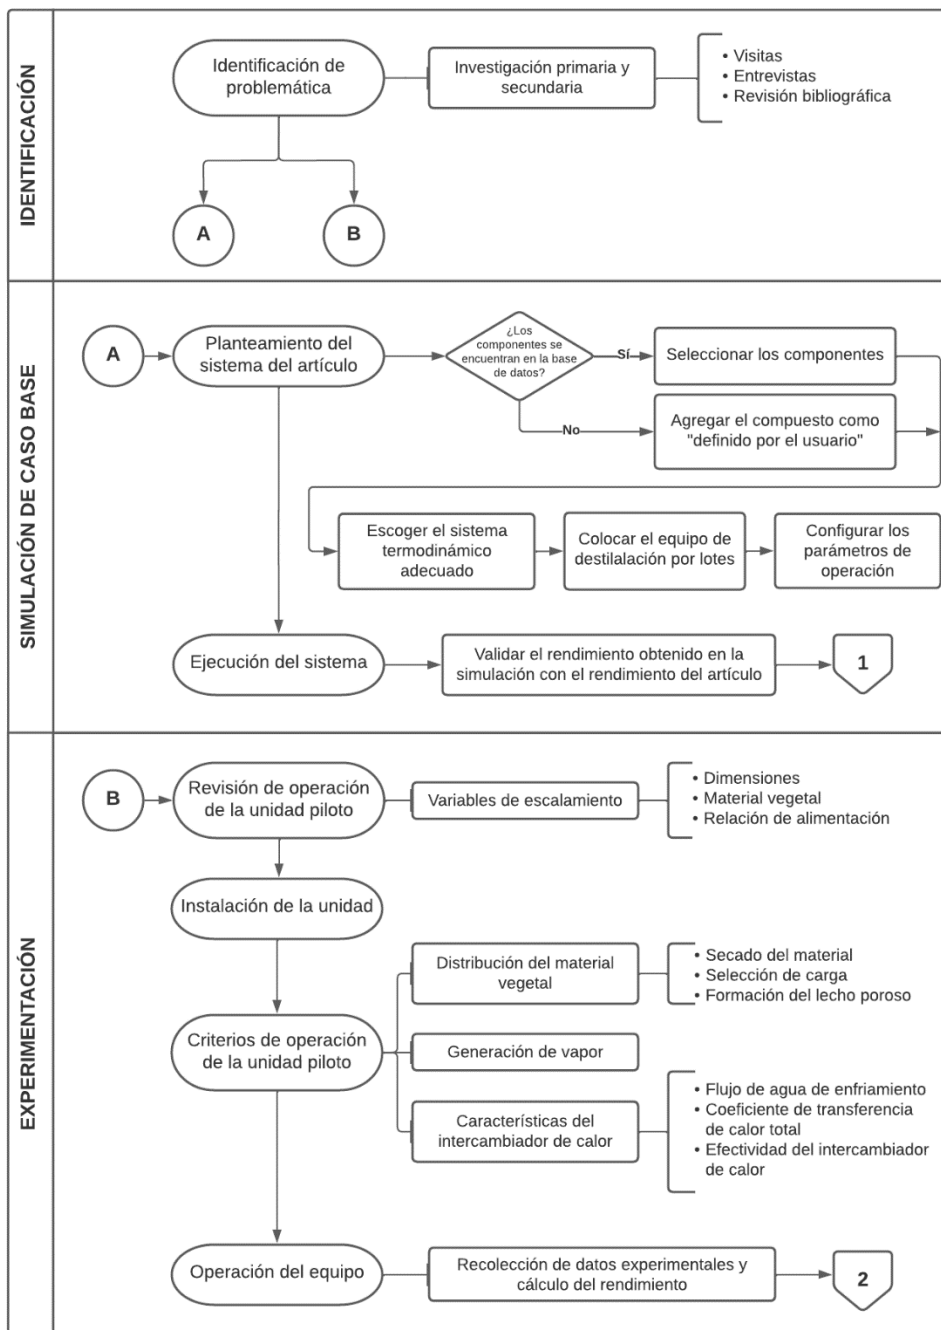 IDENTIFICACIÓN
Identificación de
problemática
Investigación primaria y
secundaria
• Visitas
• Entrevistas
• Revisión bibliográfica
A
B
SIMULACIÓN DE CASO BASE
A
Planteamiento del
sistema del artículo
¿Los
componentes se
encuentran en la base
de datos?
Sí
Seleccionar los componentes
No
Agregar el compuesto como
"definido por el usuario"
Escoger el sistema
termodinámico
adecuado
Colocar el equipo de
destilalación por lotes
Configurar los
parámetros de
operación
Ejecución del sistema
Validar el rendimiento obtenido en la
simulación con el rendimiento del artículo
1
EXPERIMENTACIÓN
B
Revisión de operación
de la unidad piloto
Variables de escalamiento
• Dimensiones
• Material vegetal
• Relación de alimentación
Instalación de la unidad
Criterios de operación
de la unidad piloto
Distribución del material
vegetal
• Secado del material
• Selección de carga
• Formación del lecho poroso
Generación de vapor
Características del
intercambiador de calor
• Flujo de agua de enfriamiento
• Coeficiente de transferencia
de calor total
• Efectividad del intercambiador
de calor
Operación del equipo
Recolección de datos experimentales y
cálculo del rendimiento
2